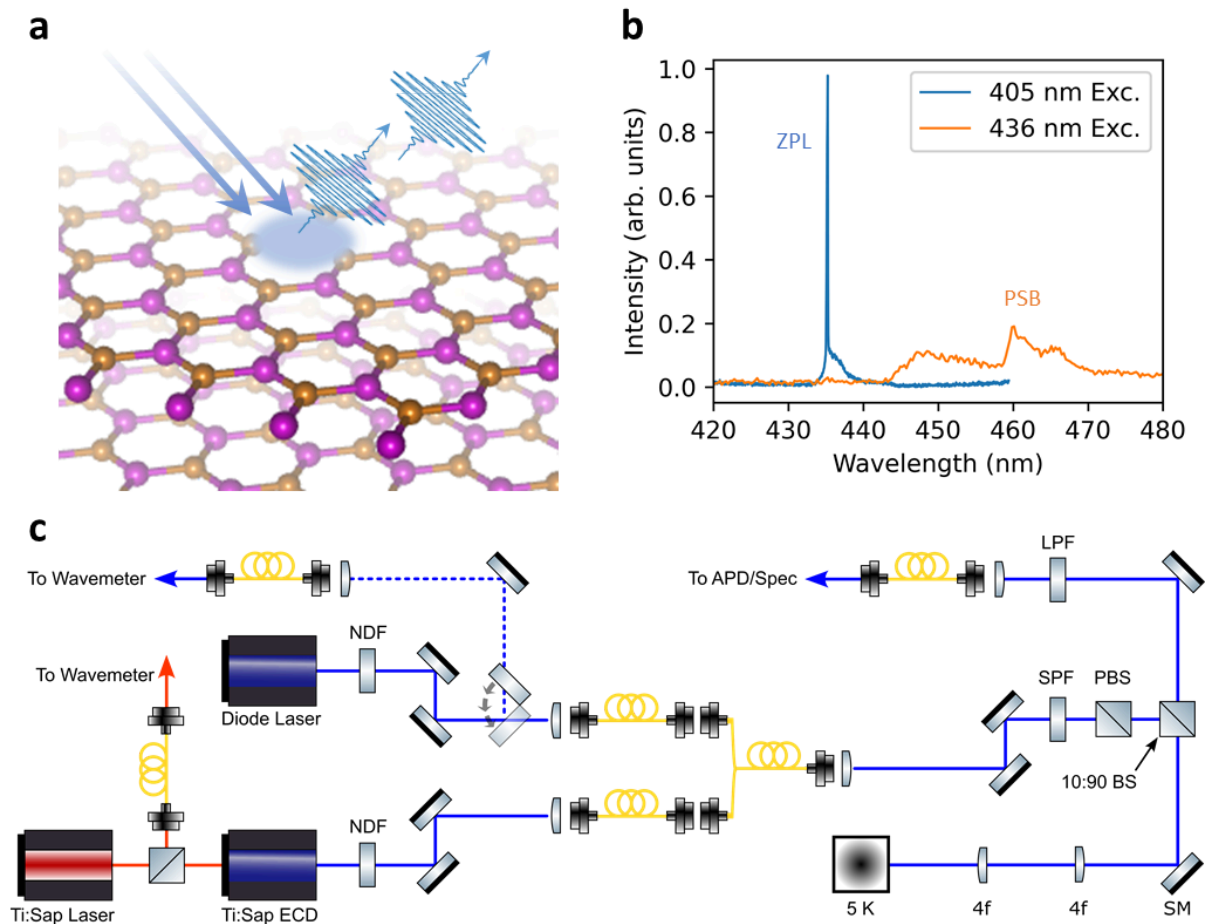 a
b
1.0
0.8
0.6
0.4
0.2
0.0
Intensity (arb. units)
405 nm Exc.
436 nm Exc.
ZPL
PSB
420 430 440 450 460 470 480
Wavelength (nm)
c
To Wavemeter
To APD/Spec
LPF
To Wavemeter
NDF
Diode Laser
SPF PBS
10:90 BS
NDF
Ti:Sap Laser
Ti:Sap ECD
5 K
4f
4f
SM